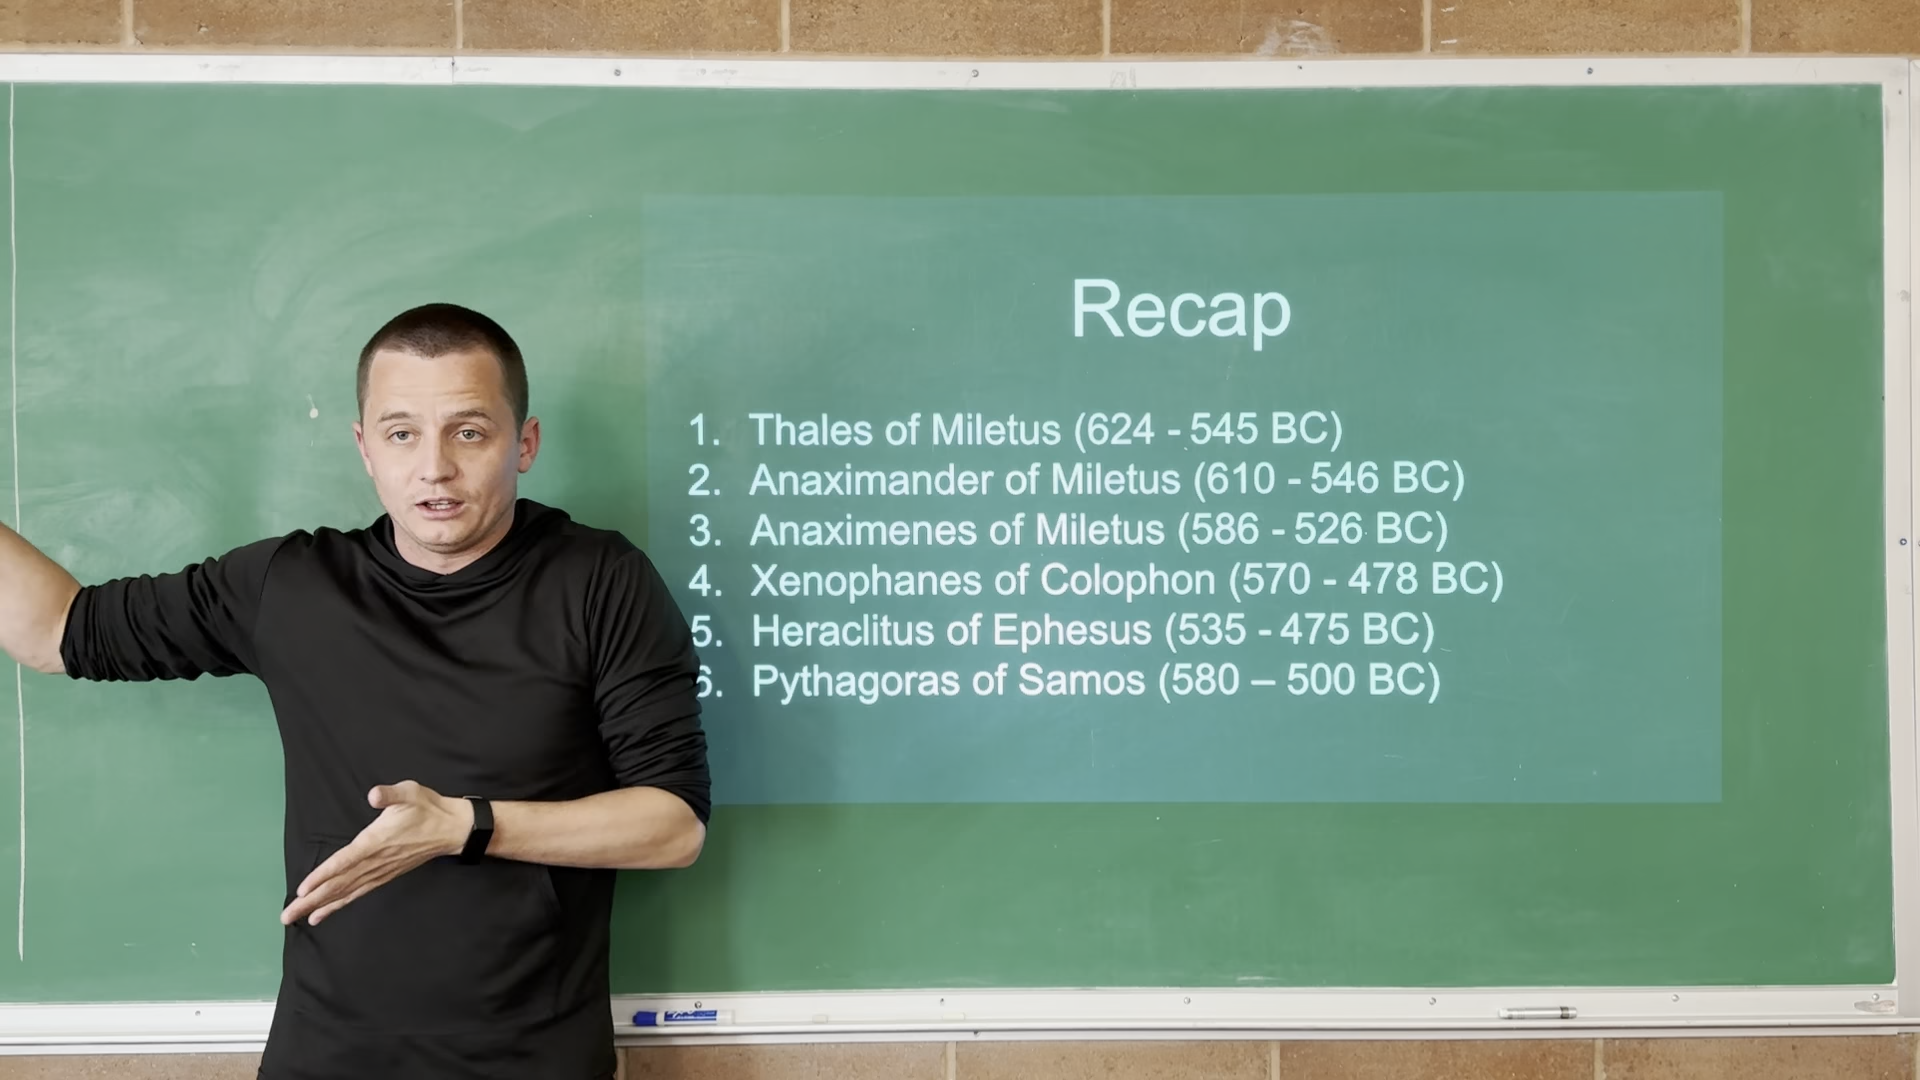 Recap
1. Thales of Miletus (624 - 545 BC)
2. Anaximander of Miletus (610 - 546 BC)
3. Anaximenes of Miletus (586 - 526 BC)
4. Xenophanes of Colophon (570 - 478 BC)
5. Heraclitus of Ephesus (535 - 475 BC)
6. Pythagoras of Samos (580 – 500 BC)